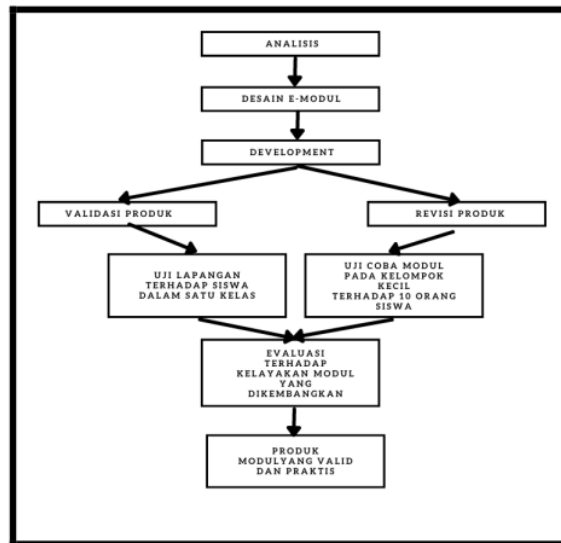 ANALISIS
DESAIN E-MODUL
DEVELOPMENT
VALIDASI PRODUK
REVISI PRODUK
UJI LAPANGAN
TERHADAP SISWA
DALAM SATU KELAS
UJI COBA MODUL
PADA KELOMPOK
KECIL
TERHADAP 10 ORANG
SISWA
EVALUASI
TERHADAP
KELAYAKAN MODUL
YANG
DIKEMBANGKAN
PRODUK
MODULYANG VALID
DAN PRAKTIS